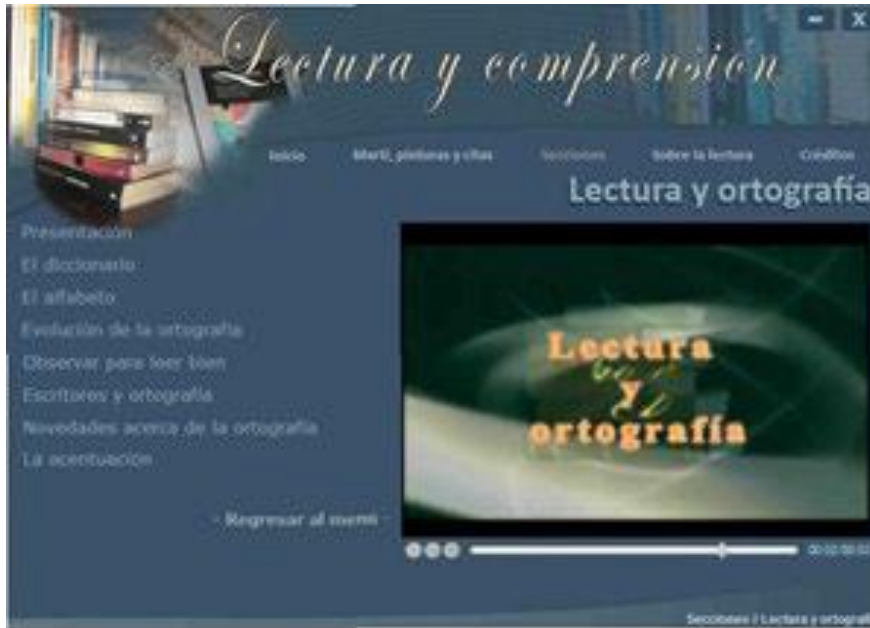 Lectura y comprension
Inicio Martí, pinturas y citas Secciones Sobre la lectura Créditos
Lectura y ortografía
Presentación
El diccionario
El alfabeto
Evolución de la ortografía
Observar para leer bien
Escritores y ortografía
Novedades acerca de la ortografía
La acentuación
- Regresar al menú -
Lectura
y
ortografía
Secciones / Lectura y ortografí